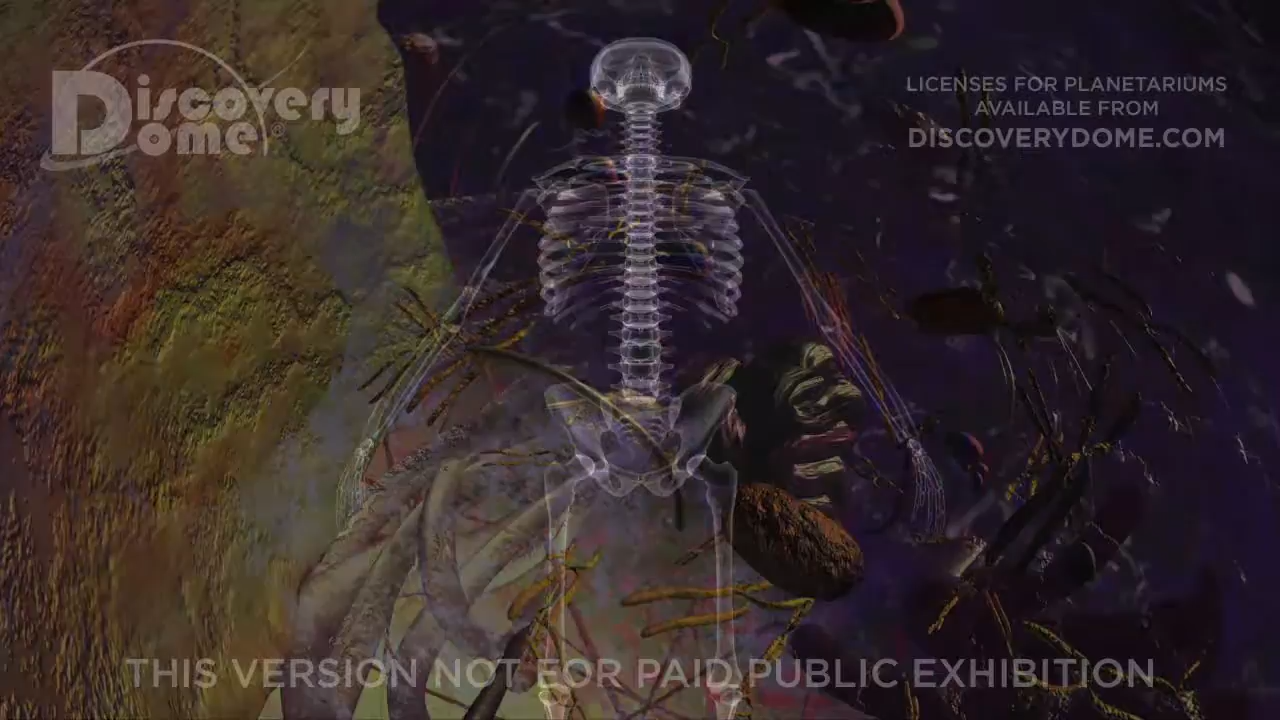 Discovery
Dome®
LICENSES FOR PLANETARIUMS
AVAILABLE FROM
DISCOVERYDOME.COM
THIS VERSION NOT FOR PAID PUBLIC EXHIBITION